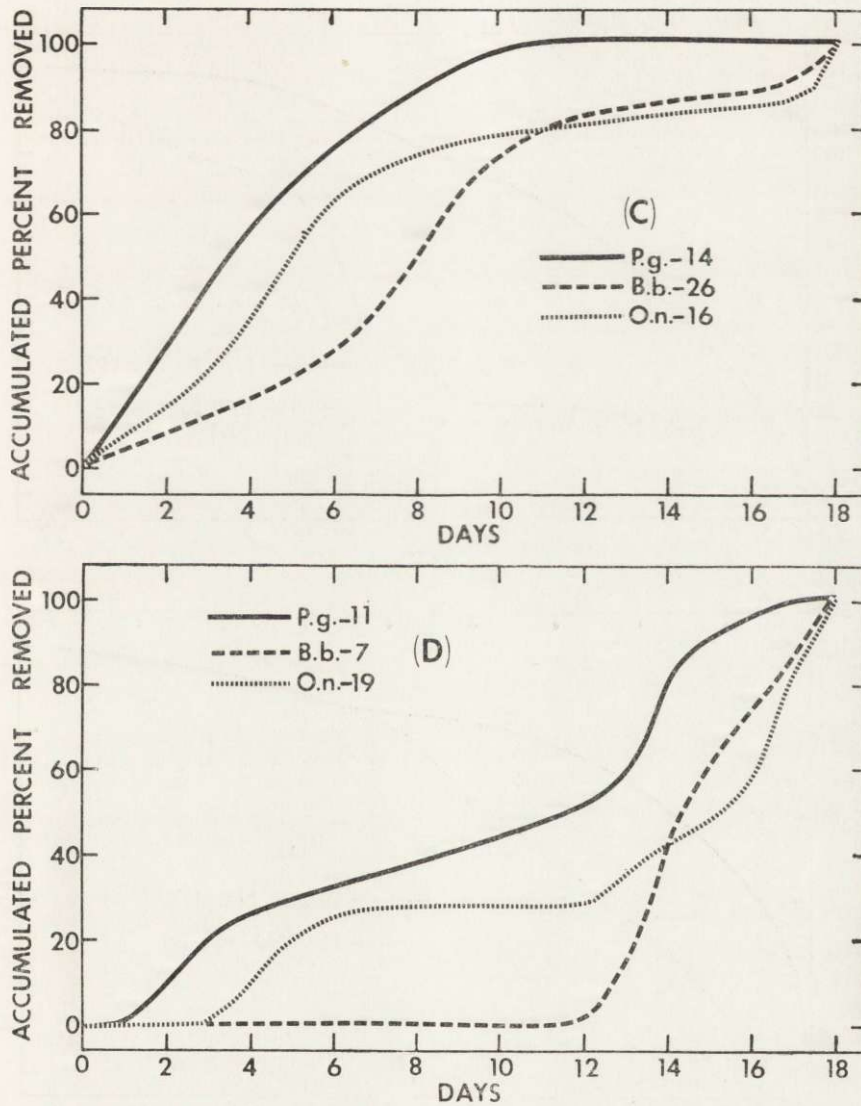 ACCUMULATED PERCENT REMOVED
100
80
60
40
20
0
(C)
P.g.-14
B.b.-26
O.n.-16
0 2 4 6 8 10 12 14 16 18
DAYS
ACCUMULATED PERCENT REMOVED
100
80
60
40
20
0
P.g.-11
B.b.-7
O.n.-19
(D)
0 2 4 6 8 10 12 14 16 18
DAYS